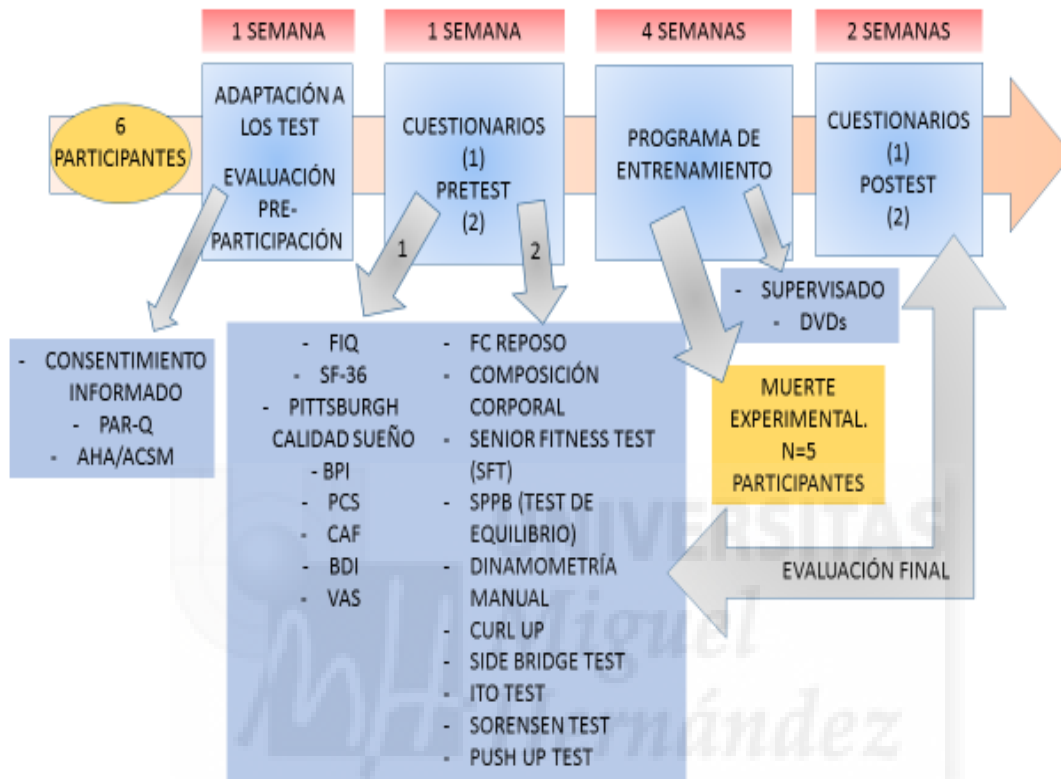 1 SEMANA
1 SEMANA
4 SEMANAS
2 SEMANAS
6
PARTICIPANTES
ADAPTACIÓN A
LOS TEST
EVALUACIÓN
PRE-
PARTICIPACIÓN
CUESTIONARIOS
(1)
PRETEST
(2)
PROGRAMA DE
ENTRENAMIENTO
CUESTIONARIOS
(1)
POSTEST
(2)
1
2
- CONSENTIMIENTO
INFORMADO
- PAR-Q
- AHA/ACSM
- FIQ
- SF-36
- PITTSBURGH
CALIDAD SUEÑO
-BPI
- PCS
- CAF
- BDI
- VAS
- FC REPOSO
- COMPOSICIÓN
CORPORAL
- SENIOR FITNESS TEST
(SFT)
- SPPB (TEST DE
EQUILIBRIO)
- DINAMOMETRÍA
MANUAL
- CURL UP
- SIDE BRIDGE TEST
- ITO TEST
- SORENSEN TEST
- PUSH UP TEST
- SUPERVISADO
- DVDs
MUERTE
EXPERIMENTAL.
N=5
PARTICIPANTES
EVALUACIÓN FINAL
UNIVERSITAS
Miguel
Hernández